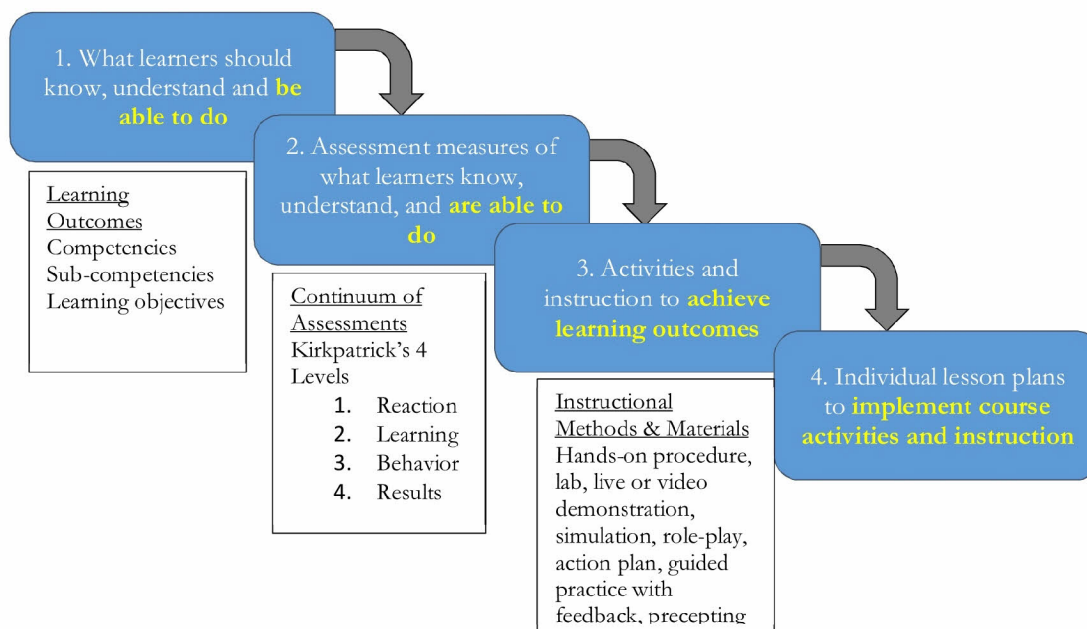 1. What learners should
know, understand and be
able to do
2. Assessment measures of
what learners know,
understand, and are able to
do
Learning
Outcomes
Competencies
Sub-competencies
Learning objectives
3. Activities and
instruction to achieve
learning outcomes
Continuum of
Assessments
Kirkpatrick's 4
Levels
1. Reaction
2. Learning
3. Behavior
4. Results
4. Individual lesson plans
to implement course
activities and instruction
Instructional
Methods & Materials
Hands-on procedure,
lab, live or video
demonstration,
simulation, role-play,
action plan, guided
practice with
feedback, precepting